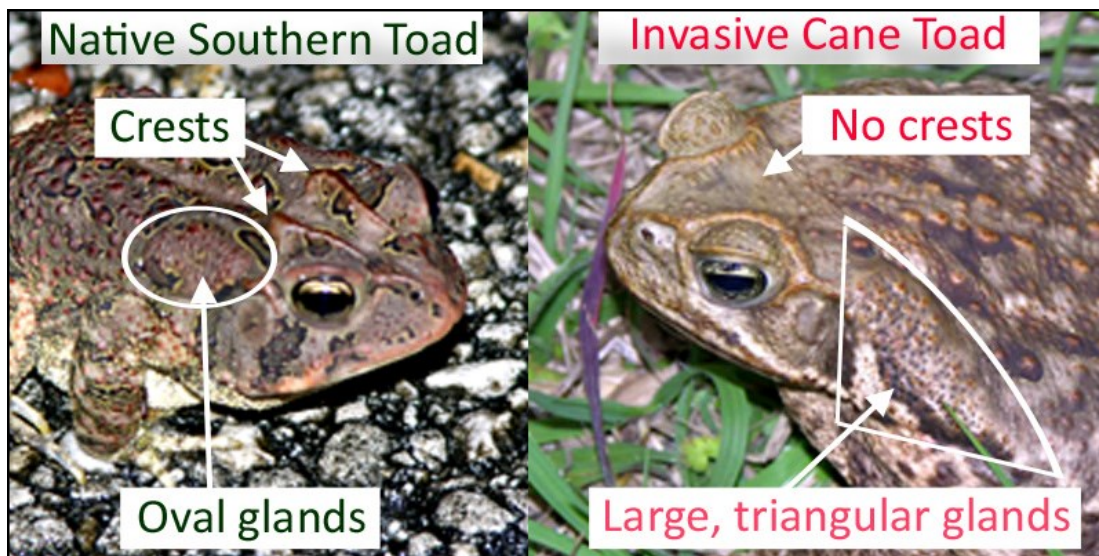 Native Southern Toad
Crests
Oval glands
Invasive Cane Toad
No crests
Large, triangular glands